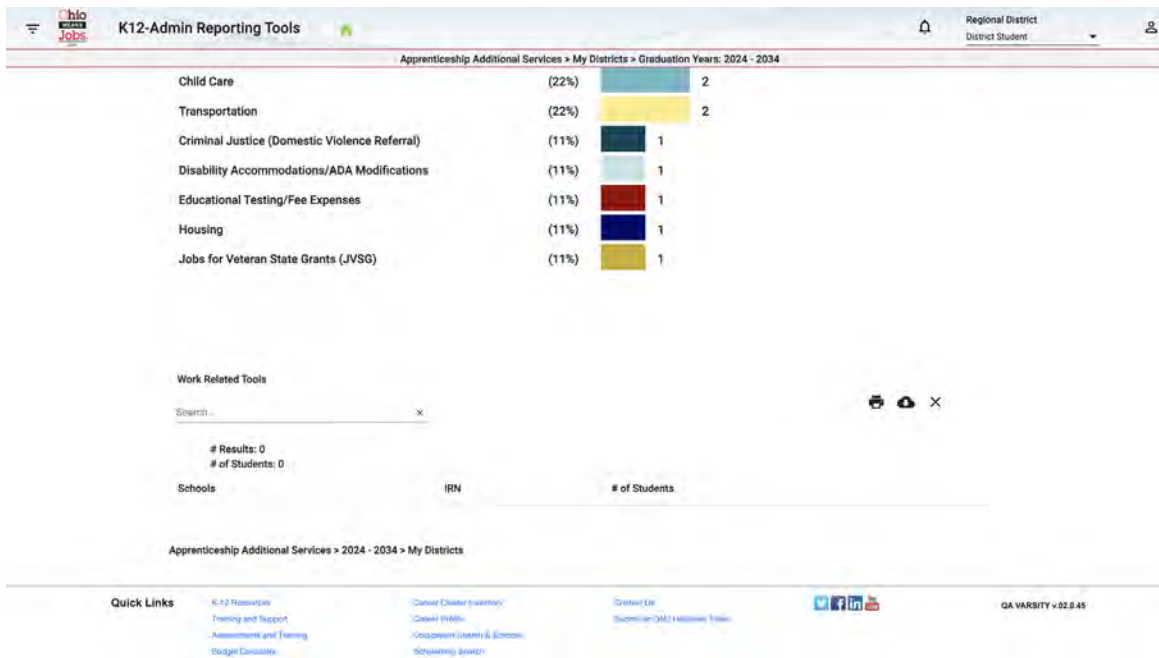 Ohio
MEANS
Jobs
K12-Admin Reporting Tools
Regional District
District Student
Apprenticeship Additional Services > My Districts > Graduation Years: 2024 - 2034
Child Care (22%) 2
Transportation (22%) 2
Criminal Justice (Domestic Violence Referral) (11%) 1
Disability Accommodations/ADA Modifications (11%) 1
Educational Testing/Fee Expenses (11%) 1
Housing (11%) 1
Jobs for Veteran State Grants (JVSG) (11%) 1
Work Related Tools
Search...
# Results: 0
# of Students: 0
Schools IRN # of Students
Apprenticeship Additional Services > 2024 - 2034 > My Districts
Quick Links K-12 Resources Career Cluster Inventory Contact Us QA VARSITY v.02.0.45
Training and Support Career Profile
Assessments and Training
Budget Calculator Scholarship Search